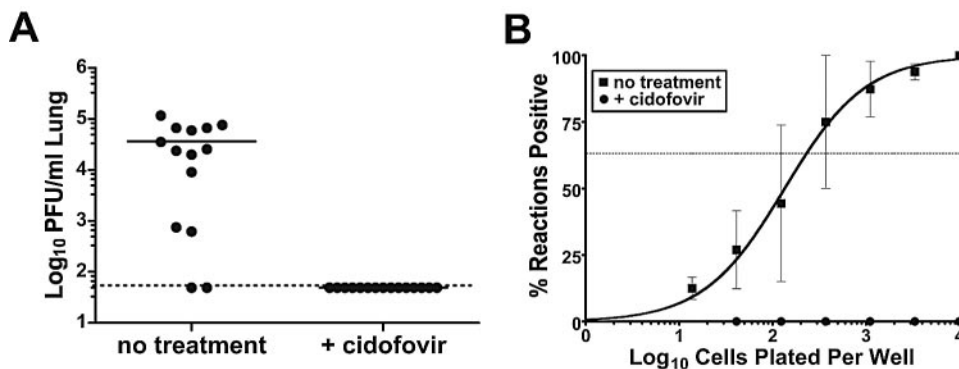 A
Log10 PFU/ml Lung
6
5
4
3
2
1
no treatment
+ cidofovir
B
% Reactions Positive
100
75
50
25
0
no treatment
+ cidofovir
0
1
2
3
4
Log10 Cells Plated Per Well